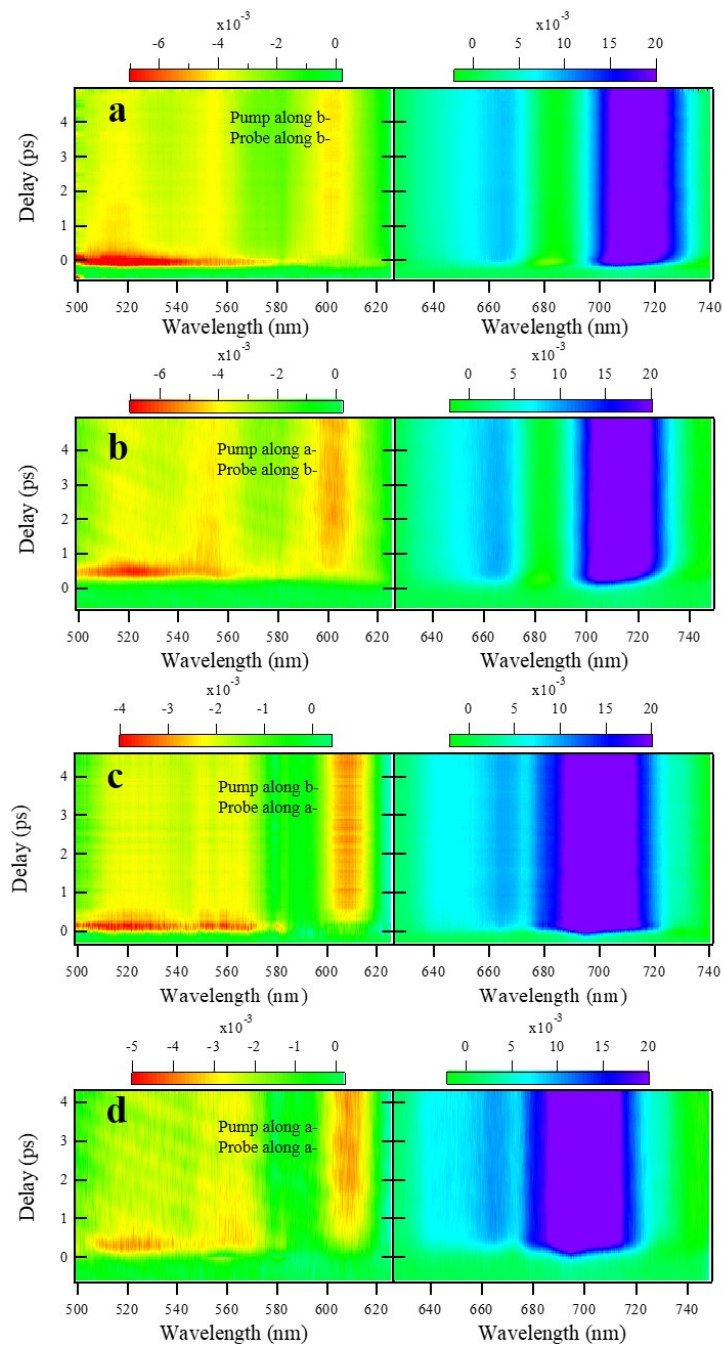 x10-3 x10-3
-6 -4 -2 0 0 5 10 15 20
a
Pump along b-
Probe along b-
Delay (ps)
4
3
2
1
0
500 520 540 560 580 600 620 640 660 680 700 720 740
Wavelength (nm) Wavelength (nm)
x10-3 x10-3
-6 -4 -2 0 0 5 10 15 20
b
Pump along a-
Probe along b-
Delay (ps)
4
3
2
1
0
500 520 540 560 580 600 620 640 660 680 700 720 740
Wavelength (nm) Wavelength (nm)
x10-3 x10-3
-4 -3 -2 -1 0 0 5 10 15 20
c
Pump along b-
Probe along a-
Delay (ps)
4
3
2
1
0
500 520 540 560 580 600 620 640 660 680 700 720 740
Wavelength (nm) Wavelength (nm)
x10-3 x10-3
-5 -4 -3 -2 -1 0 0 5 10 15 20
d
Pump along a-
Probe along a-
Delay (ps)
4
3
2
1
0
500 520 540 560 580 600 620 640 660 680 700 720 740
Wavelength (nm) Wavelength (nm)